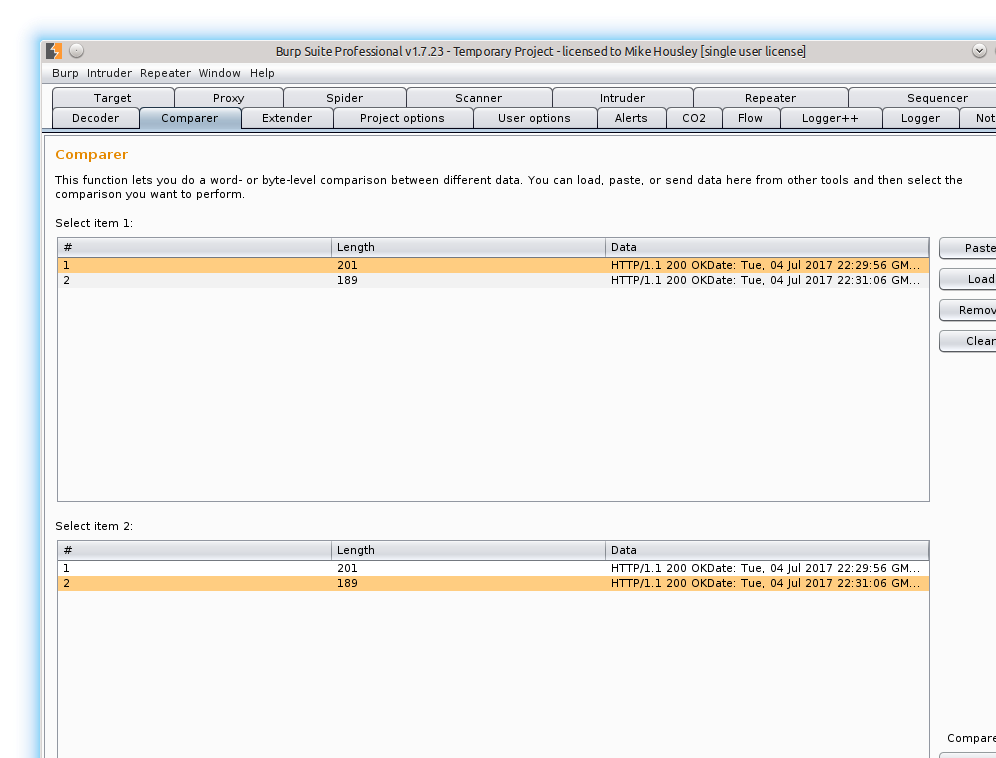 Burp Suite Professional v1.7.23 - Temporary Project - licensed to Mike Housley [single user license]
Burp Intruder Repeater Window Help
Target Proxy Spider Scanner Intruder Repeater Sequencer
Decoder Comparer Extender Project options User options Alerts CO2 Flow Logger++ Logger Not
Comparer
This function lets you do a word- or byte-level comparison between different data. You can load, paste, or send data here from other tools and then select the
comparison you want to perform.
Select item 1:
# Length Data
1 201 HTTP/1.1 200 OKDate: Tue, 04 Jul 2017 22:29:56 GM...
2 189 HTTP/1.1 200 OKDate: Tue, 04 Jul 2017 22:31:06 GM...
Paste
Load
Remov
Clear
Select item 2:
# Length Data
1 201 HTTP/1.1 200 OKDate: Tue, 04 Jul 2017 22:29:56 GM...
2 189 HTTP/1.1 200 OKDate: Tue, 04 Jul 2017 22:31:06 GM...
Compare